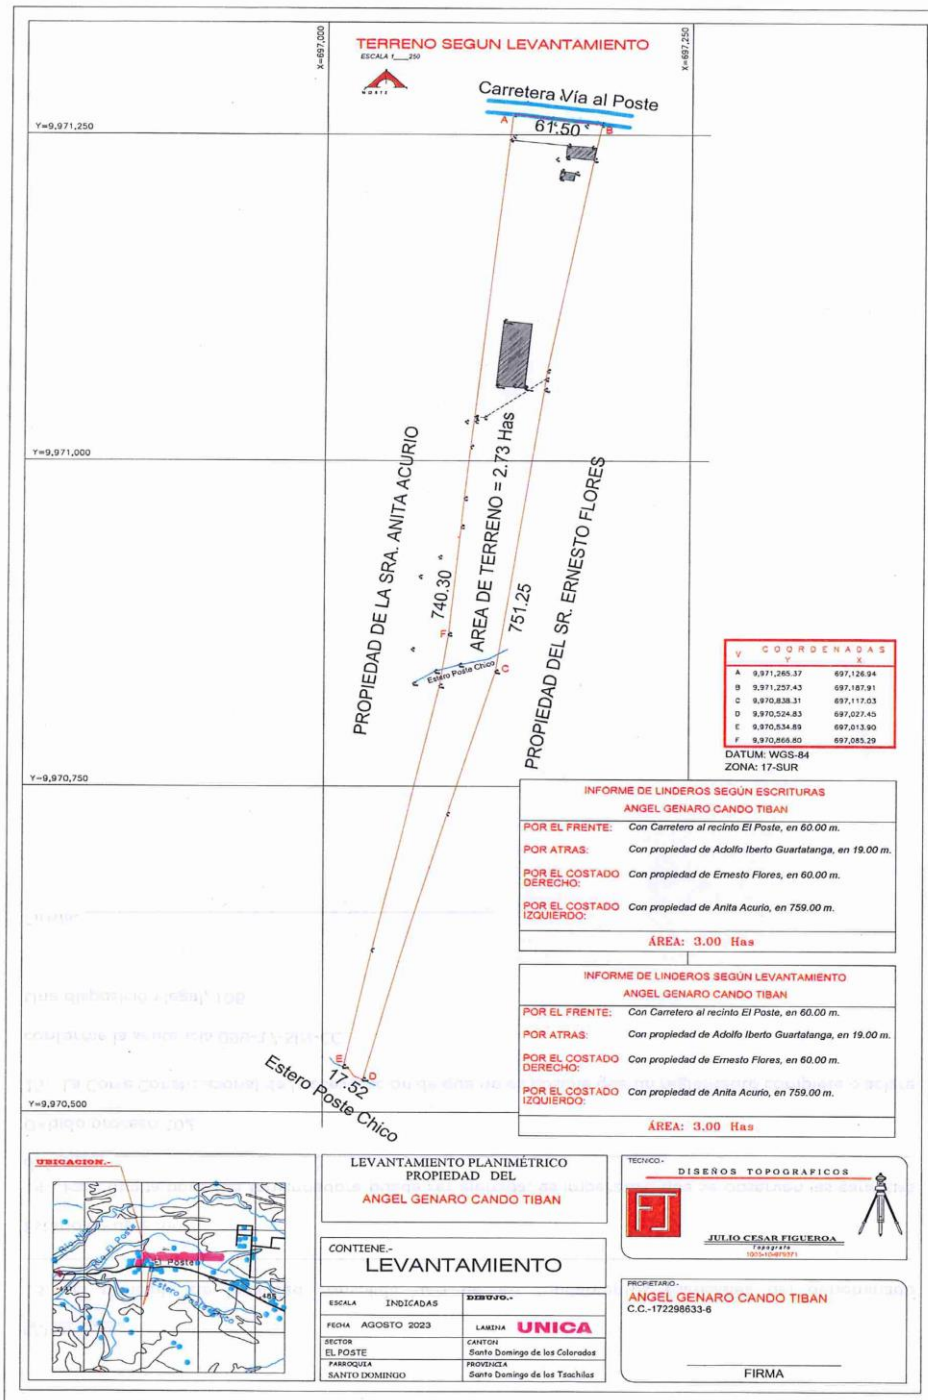 X=697,000
X=697,250
TERRENO SEGUN LEVANTAMIENTO
ESCALA 1___250
NORTE
Carretera Vía al Poste
Y=9,971,250
A
61.50
B
Y=9,971,000
PROPIEDAD DE LA SRA. ANITA ACURIO
AREA DE TERRENO = 2.73 Has
PROPIEDAD DEL SR. ERNESTO FLORES
740.30
751.25
F
Estero Poste Chico
C
V COORDENADAS
Y X
A 9,971,265.37 697,126.94
B 9,971,257.43 697,187.91
C 9,970,838.31 697,117.03
D 9,970,524.83 697,027.45
E 9,970,534.89 697,013.90
F 9,970,866.80 697,085.29
DATUM: WGS-84
ZONA: 17-SUR
Y=9,970,750
INFORME DE LINDEROS SEGÚN ESCRITURAS
ANGEL GENARO CANDO TIBAN
POR EL FRENTE: Con Carretero al recinto El Poste, en 60.00 m.
POR ATRAS: Con propiedad de Adolfo Iberto Guartatanga, en 19.00 m.
POR EL COSTADO DERECHO: Con propiedad de Ernesto Flores, en 60.00 m.
POR EL COSTADO IZQUIERDO: Con propiedad de Anita Acurio, en 759.00 m.
ÁREA: 3.00 Has
INFORME DE LINDEROS SEGÚN LEVANTAMIENTO
ANGEL GENARO CANDO TIBAN
POR EL FRENTE: Con Carretero al recinto El Poste, en 60.00 m.
POR ATRAS: Con propiedad de Adolfo Iberto Guartatanga, en 19.00 m.
POR EL COSTADO DERECHO: Con propiedad de Ernesto Flores, en 60.00 m.
POR EL COSTADO IZQUIERDO: Con propiedad de Anita Acurio, en 759.00 m.
ÁREA: 3.00 Has
E
17.52
D
Estero Poste Chico
Y=9,970,500
UBICACION.-
Rio El Poste
El Poste
LEVANTAMIENTO PLANIMÉTRICO
PROPIEDAD DEL
ANGEL GENARO CANDO TIBAN
CONTIENE.-
LEVANTAMIENTO
ESCALA INDICADAS
DIBUJO.-
FECHA AGOSTO 2023
LAMINA UNICA
SECTOR
EL POSTE
CANTON
Santo Domingo de los Colorados
PARROQUIA
SANTO DOMINGO
PROVINCIA
Santo Domingo de los Tsachilas
TECNICO.-
DISEÑOS TOPOGRAFICOS
FJ
JULIO CESAR FIGUEROA
Topografo
PROPIETARIO.-
ANGEL GENARO CANDO TIBAN
C.C.-172298633-6
FIRMA